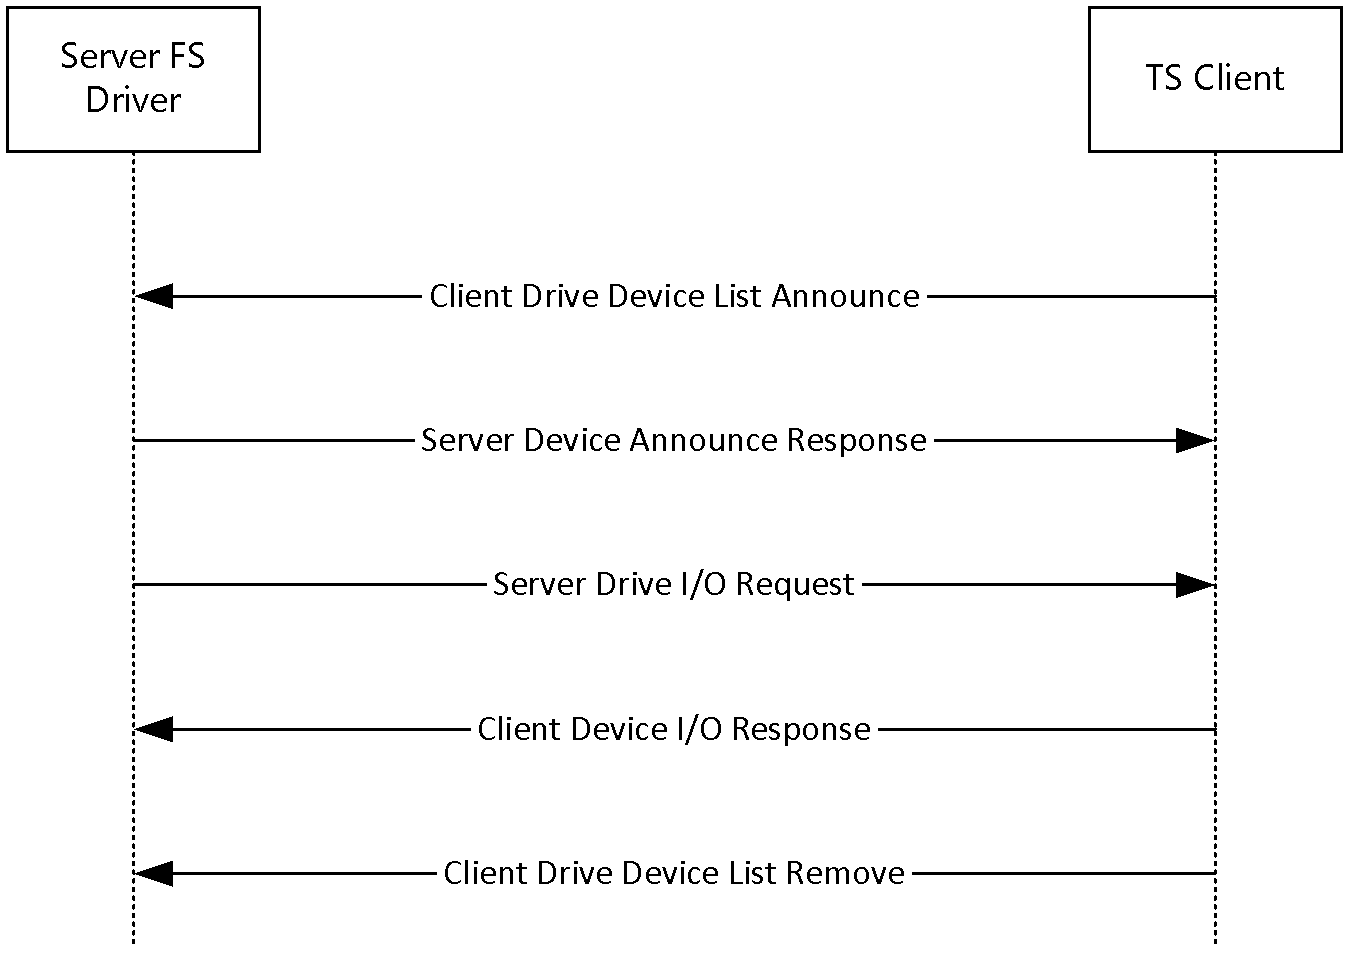 Server FS
Driver
TS Client
Client Drive Device List Announce
Server Device Announce Response
Server Drive I/O Request
Client Device I/O Response
Client Drive Device List Remove